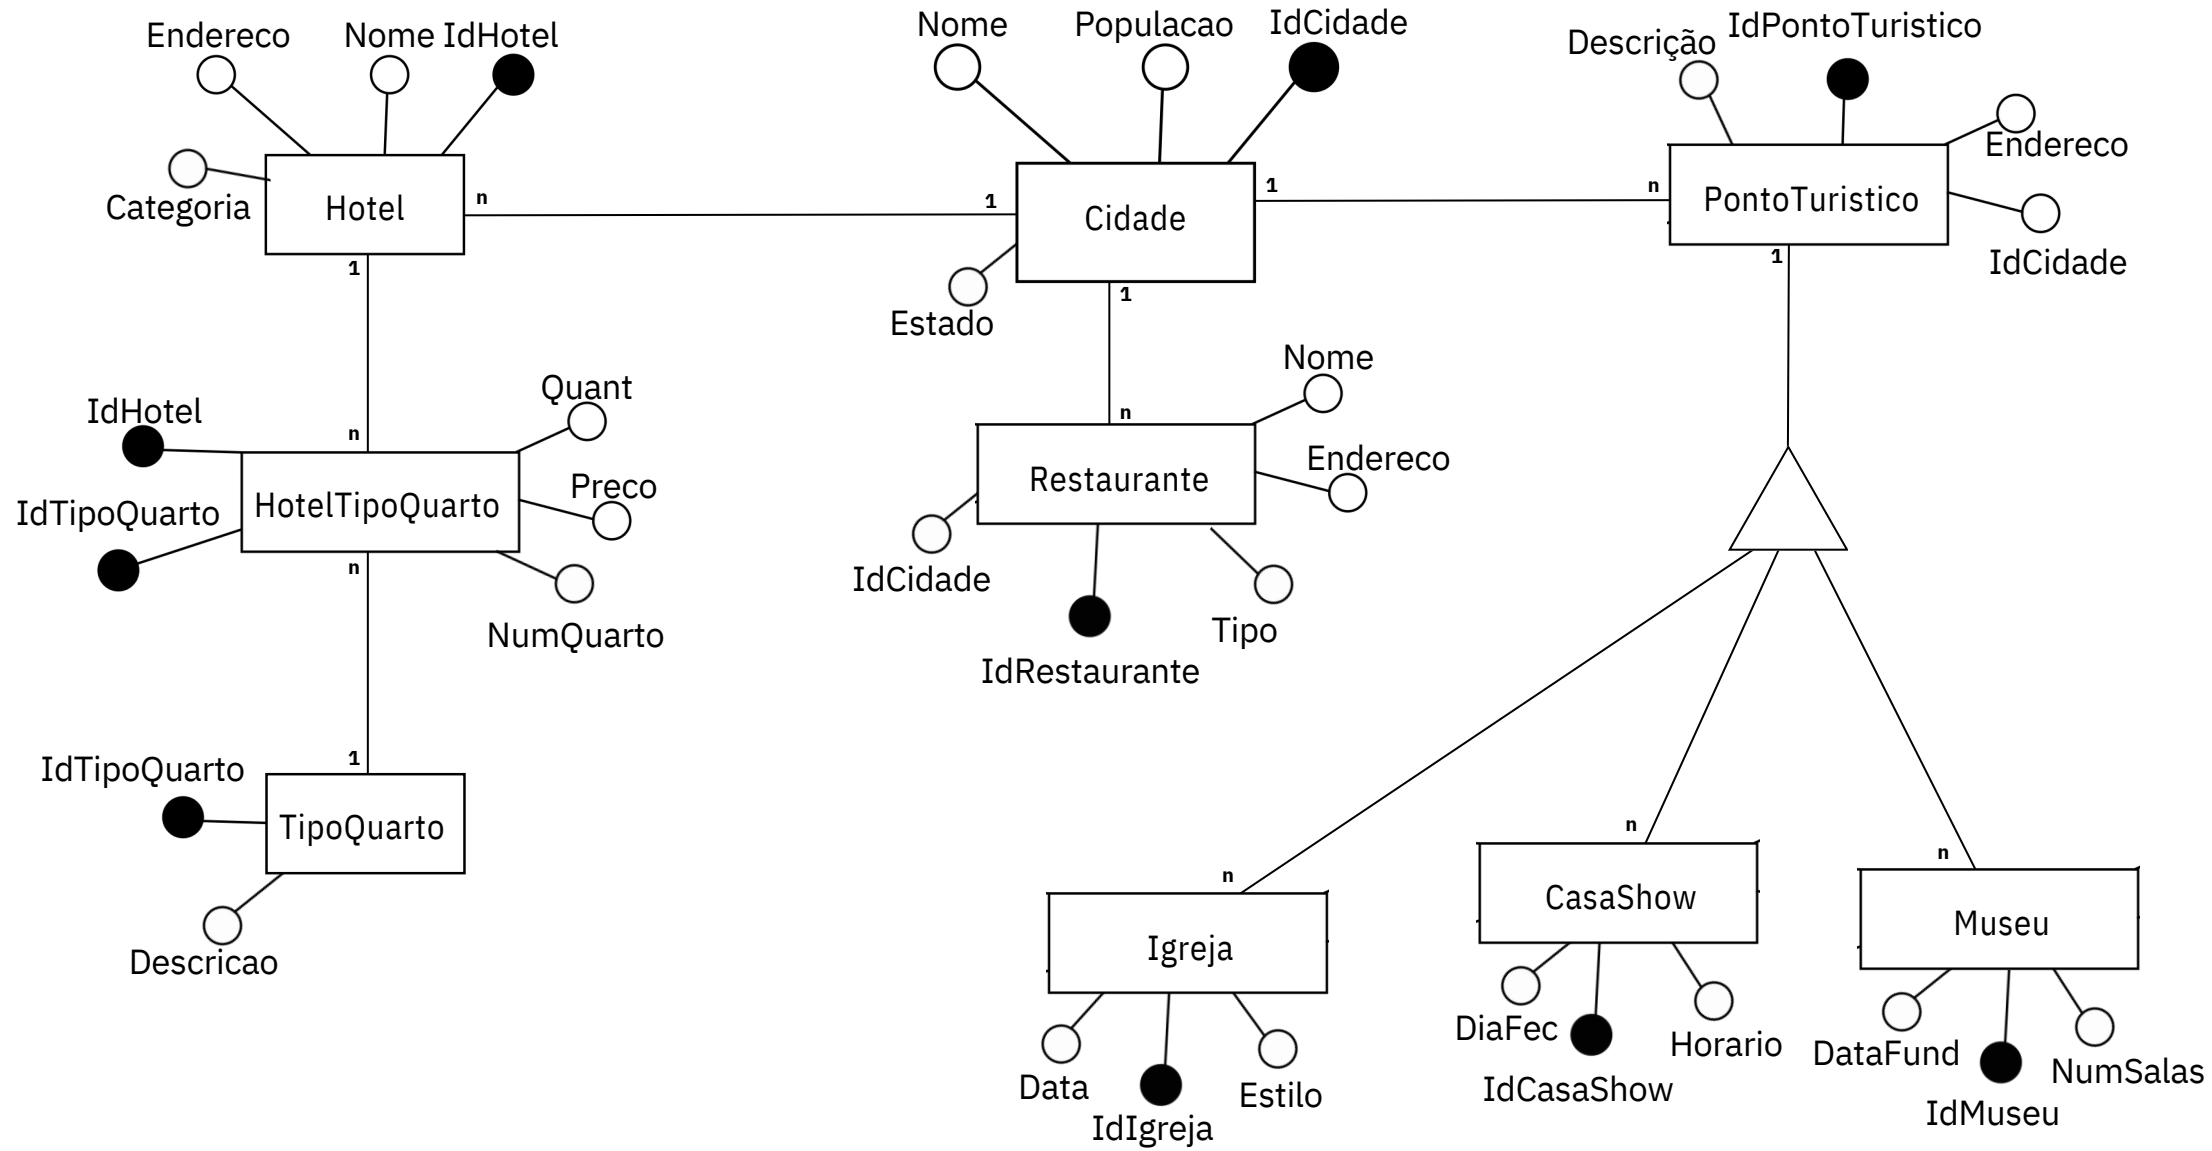 Endereco
Nome
IdHotel
Categoria
Hotel
n
1
1
Nome
Populacao
IdCidade
Cidade
Estado
1
n
1
Descrição
IdPontoTuristico
Endereco
PontoTuristico
IdCidade
1
n
IdHotel
IdTipoQuarto
HotelTipoQuarto
Quant
Preco
NumQuarto
n
n
Nome
Restaurante
Endereco
IdCidade
IdRestaurante
Tipo
1
IdTipoQuarto
TipoQuarto
Descricao
n
Igreja
Data
IdIgreja
Estilo
n
CasaShow
DiaFec
IdCasaShow
Horario
n
Museu
DataFund
IdMuseu
NumSalas